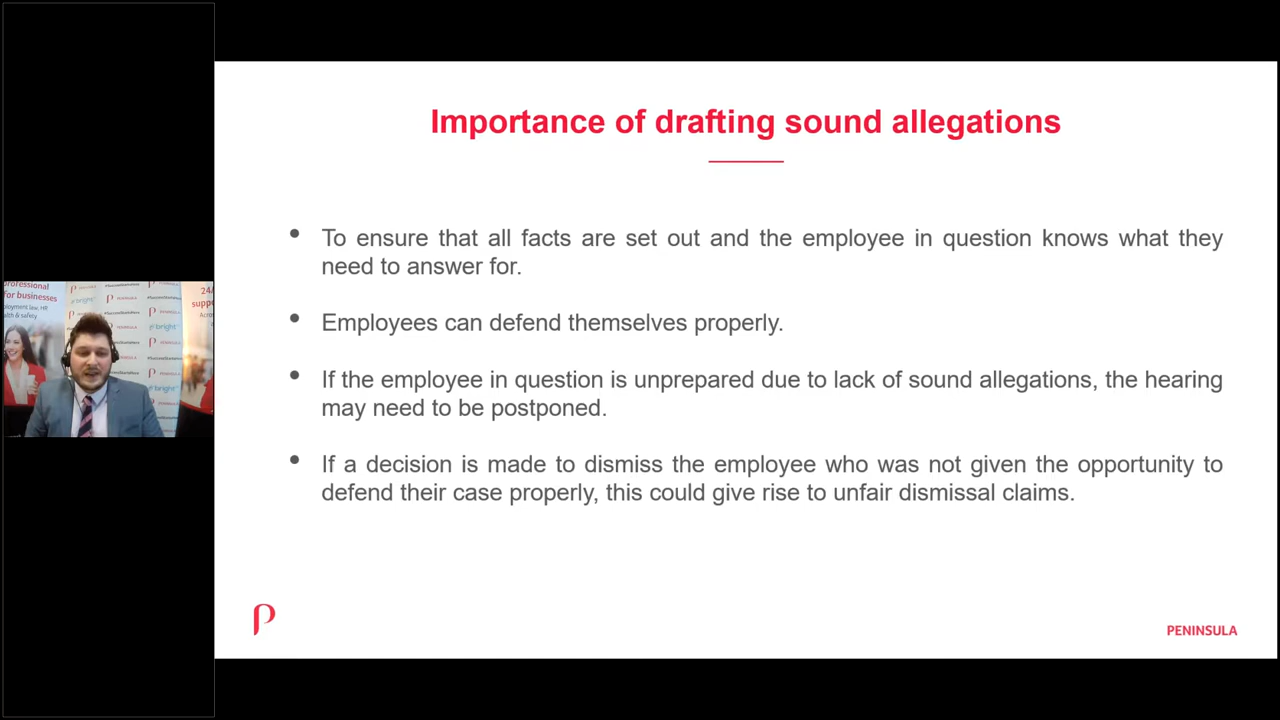 Importance of drafting sound allegations
• To ensure that all facts are set out and the employee in question knows what they
need to answer for.
• Employees can defend themselves properly.
• If the employee in question is unprepared due to lack of sound allegations, the hearing
may need to be postponed.
• If a decision is made to dismiss the employee who was not given the opportunity to
defend their case properly, this could give rise to unfair dismissal claims.
P
PENINSULA
professional
for businesses
PENINSULA
bright
24/
supp